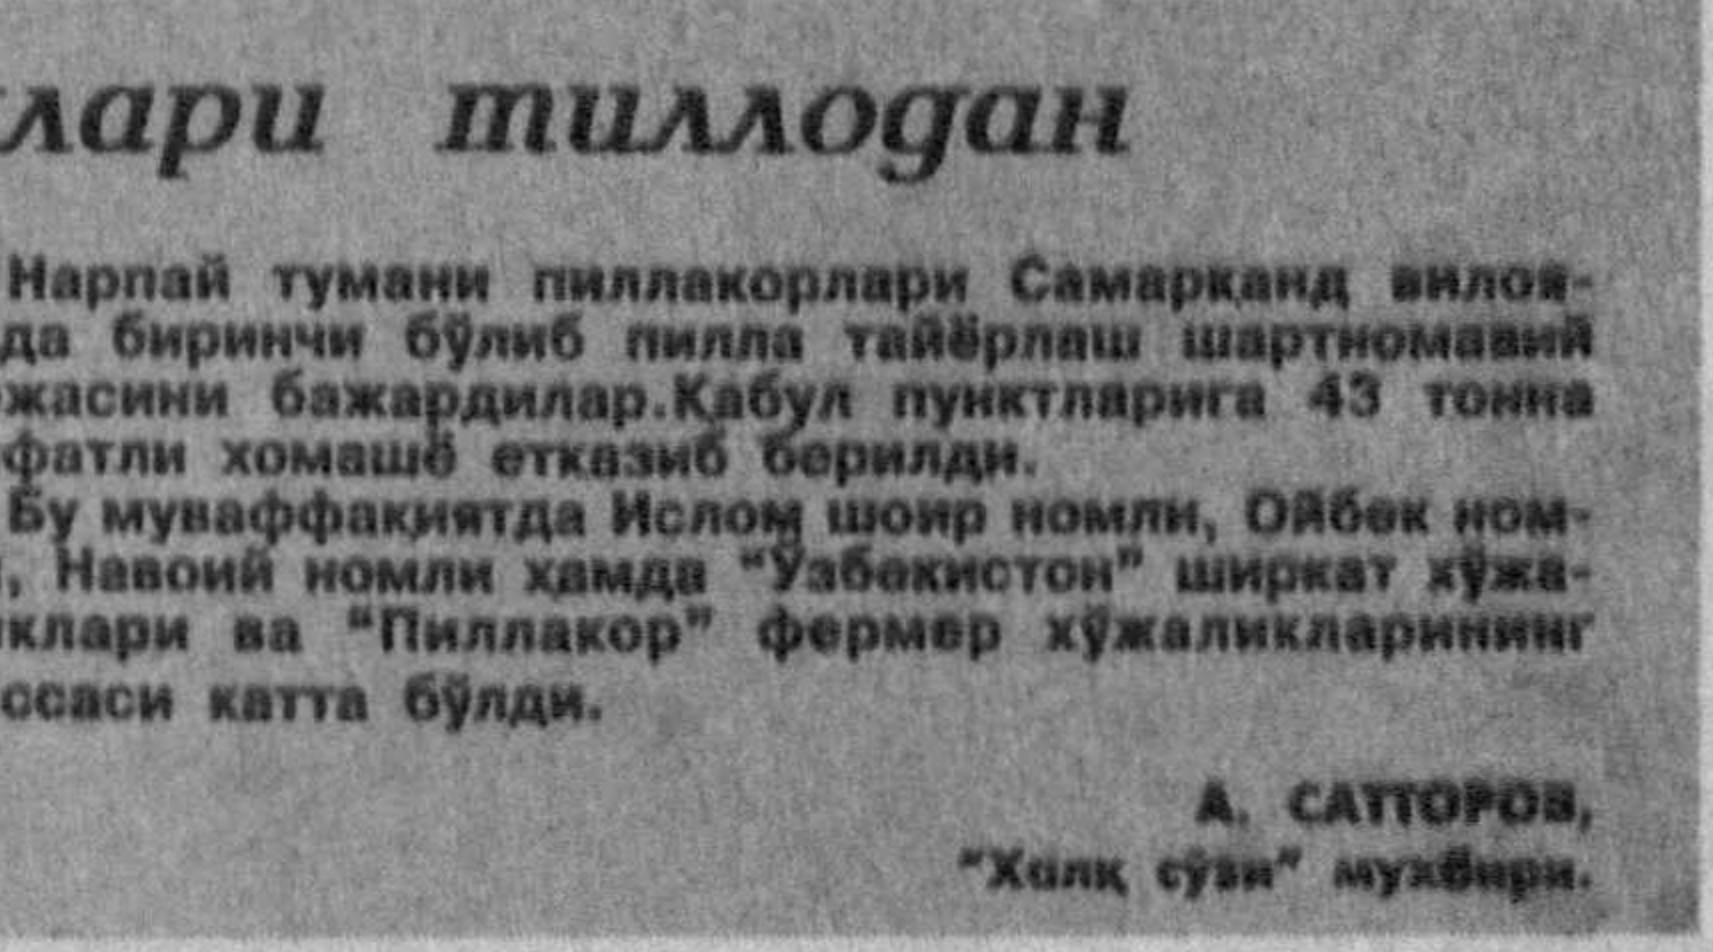 лари тиллодан
Нарпай тумани пиллакорлари Самарқанд вилоя-
да биринчи бўлиб пилла тайёрлаш шартномавий
жасини бажардилар.Қабул пунктларига 43 тонна
фатли хомашё етказиб берилди.
Бу муваффақиятда Ислом шоир номли, Ойбек ном-
, Навоий номли ҳамда “Ўзбекистон” ширкат хўжа-
клари ва “Пиллакор” фермер хўжаликларининг
ссаси катта бўлди.
А. САТТОРОВ,
“Халқ сўзи” мухбири.